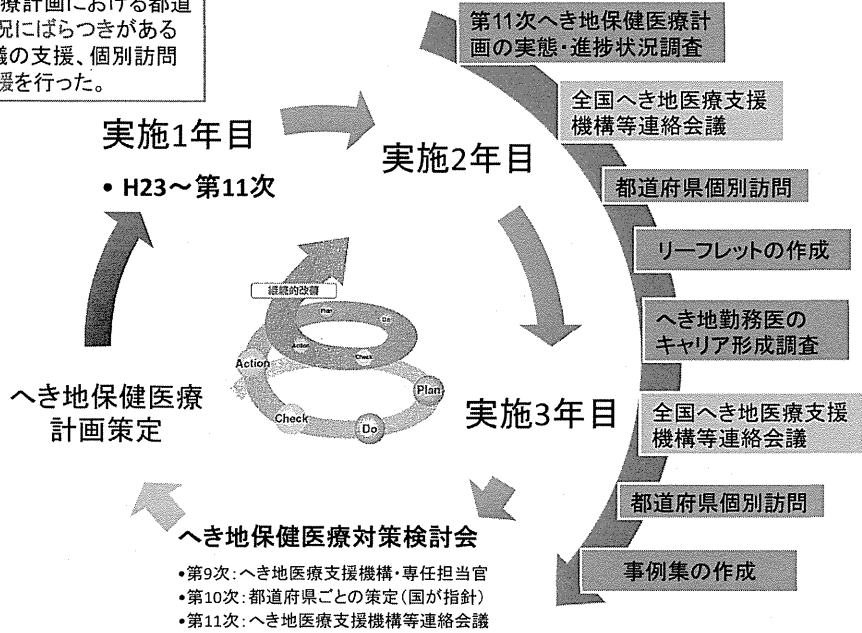 療計画における都道
況にばらつきがある
議の支援、個別訪問
援を行った。
実施1年目
• H23～第11次
実施2年目
実施3年目
へき地保健医療対策検討会
•第9次:へき地医療支援機構・専任担当官
•第10次:都道府県ごとの策定(国が指針)
•第11次:へき地医療支援機構等連絡会議
へき地保健医療
計画策定
継続的改善
Plan
Do
Check
Action
Plan
Do
Check
Action
第11次へき地保健医療計
画の実態・進捗状況調査
全国へき地医療支援
機構等連絡会議
都道府県個別訪問
リーフレットの作成
へき地勤務医の
キャリア形成調査
全国へき地医療支援
機構等連絡会議
都道府県個別訪問
事例集の作成